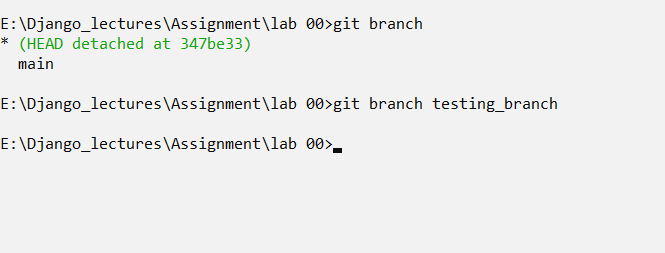 E:\Django_lectures\Assignment\lab 00>git branch
* (HEAD detached at 347be33)
  main
E:\Django_lectures\Assignment\lab 00>git branch testing_branch
E:\Django_lectures\Assignment\lab 00>